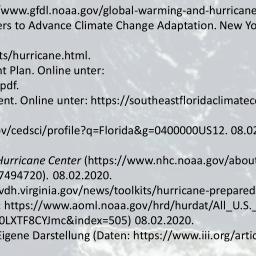 /www.gfdl.noaa.gov/global-warming-and-hurricane
ers to Advance Climate Change Adaptation. New Yo
ts/hurricane.html.
nt Plan. Online unter:
pdf.
ent. Online unter: https://southeastfloridaclimatec
ov/cedsci/profile?q=Florida&g=0400000US12. 08.02
Hurricane Center (https://www.nhc.noaa.gov/about
7494720). 08.02.2020.
vdh.virginia.gov/news/toolkits/hurricane-prepared
: https://www.aoml.noaa.gov/hrd/hurdat/All_U.S._
0LXTF8CYJmc&index=505) 08.02.2020.
Eigene Darstellung (Daten: https://www.iii.org/artic